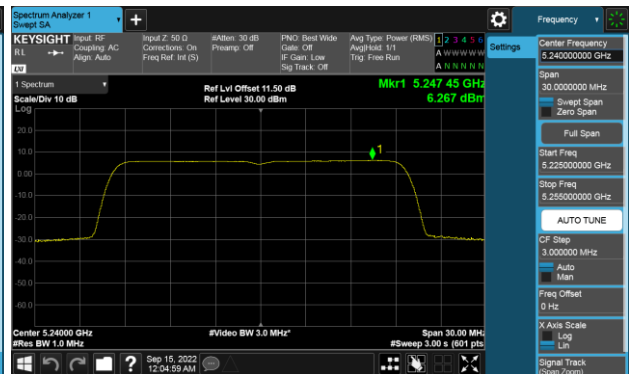 Spectrum Analyzer 1
Swept SA
Frequency
KEYSIGHT
RL
LXI
Input: RF
Coupling: AC
Align: Auto
Input Z: 50 Ω
Corrections: On
Freq Ref: Int (S)
#Atten: 30 dB
Preamp: Off
PNO: Best Wide
Gate: Off
IF Gain: Low
Sig Track: Off
Avg Type: Power (RMS)
Avg|Hold: 1/1
Trig: Free Run
1 2 3 4 5 6
A W W W W W
A N N N N N
1 Spectrum
Scale/Div 10 dB
Log
Ref Lvl Offset 11.50 dB
Ref Level 30.00 dBm
Mkr1 5.247 45 GHz
6.267 dBm
1
20.0
10.0
0.00
-10.0
-20.0
-30.0
-40.0
-50.0
-60.0
Center 5.24000 GHz
#Res BW 1.0 MHz
#Video BW 3.0 MHz*
Span 30.00 MHz
#Sweep 3.00 s (601 pts)
?
Sep 15, 2022
12:04:59 AM
Settings
Center Frequency
5.240000000 GHz
Span
30.0000000 MHz
Swept Span
Zero Span
Full Span
Start Freq
5.225000000 GHz
Stop Freq
5.255000000 GHz
AUTO TUNE
CF Step
3.000000 MHz
Auto
Man
Freq Offset
0 Hz
X Axis Scale
Log
Lin
Signal Track
(Span Zoom)